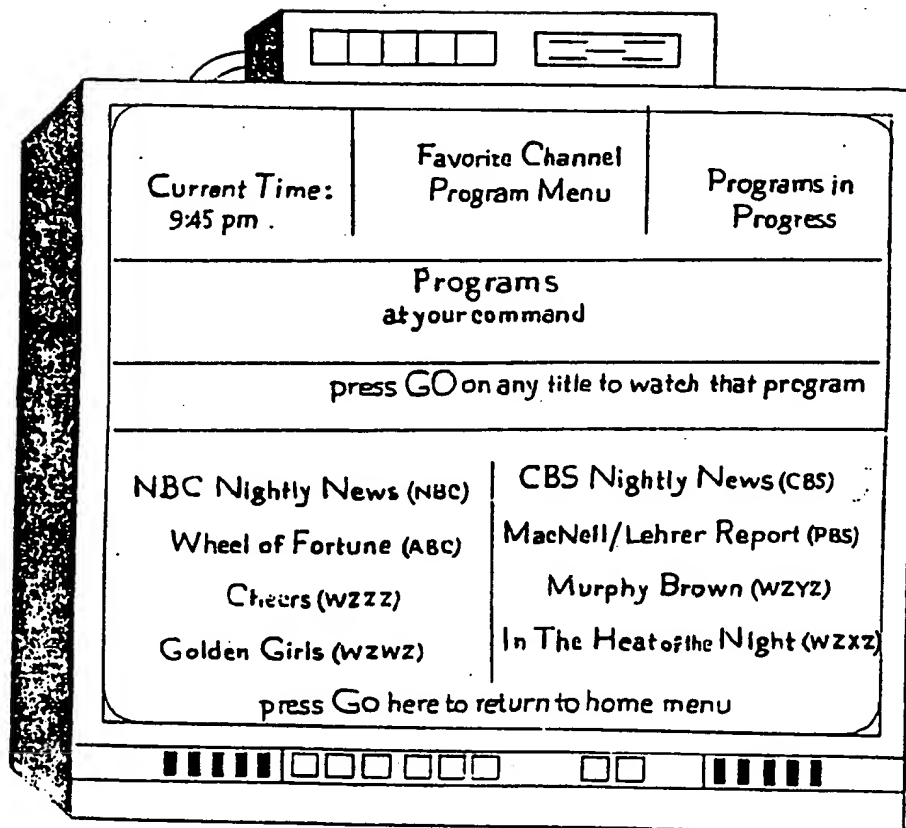 Current Time:
9:45 pm .
Favorite Channel
Program Menu
Programs in
Progress
Programs
at your command
press GO on any title to watch that program
NBC Nightly News (NBC)
Wheel of Fortune (ABC)
Cheers (WZZZ)
Golden Girls (WZWZ)
CBS Nightly News (CBS)
MacNeil/Lehrer Report (PBS)
Murphy Brown (WZYZ)
In The Heat of the Night (WZXZ)
press Go here to return to home menu